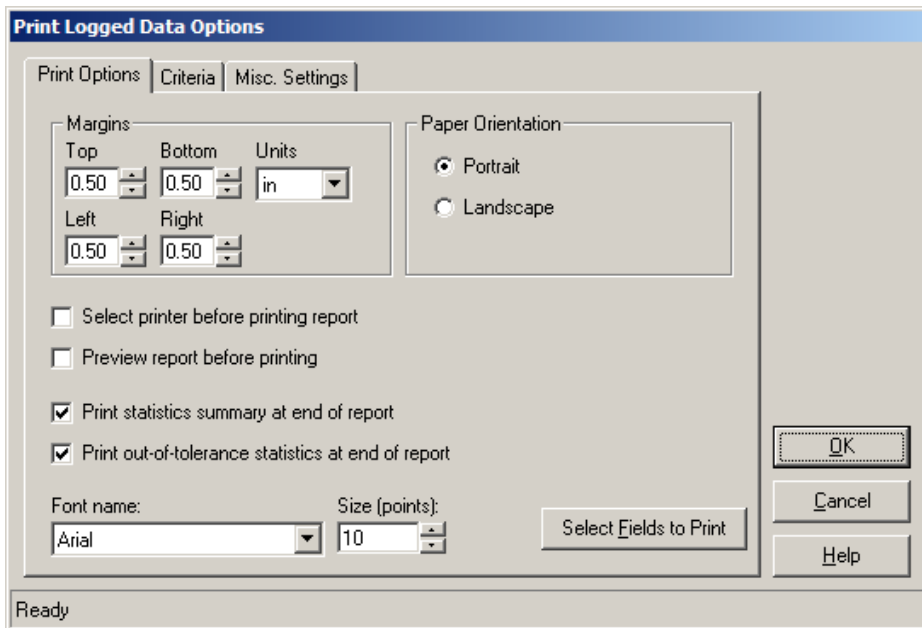 Print Logged Data Options
Print Options Criteria Misc. Settings
Margins
Top Bottom Units
0.50 0.50 in
Left Right
0.50 0.50
Paper Orientation
Portrait
Landscape
Select printer before printing report
Preview report before printing
Print statistics summary at end of report
Print out-of-tolerance statistics at end of report
Font name: Size (points):
Arial 10
Select Fields to Print
OK
Cancel
Help
Ready